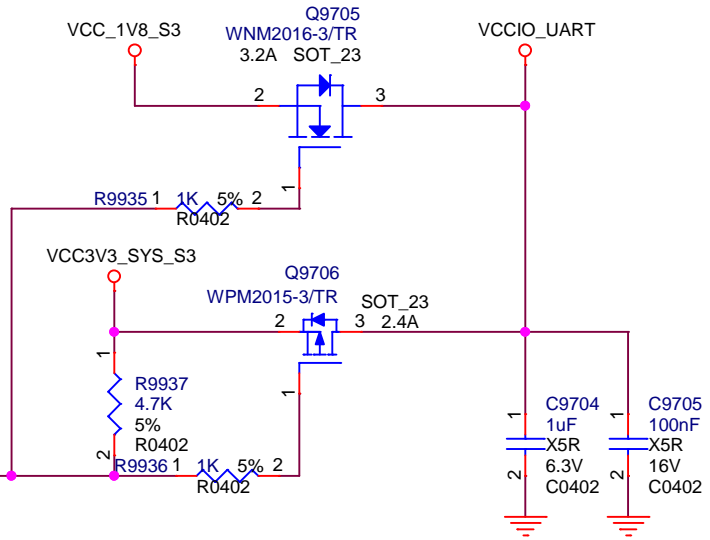 Q9705
VCC_1V8_S3
WNM2016-3/TR
VCCIO_UART
3.2A SOT_23
2
3
1
R9935 1 1K 5% 2
R0402
VCC3V3_SYS_S3
Q9706
WPM2015-3/TR
SOT_23
2
3 2.4A
1
1
R9937
4.7K
5%
R0402
2
R9936 1 1K 5% 2
R0402
1
C9704
1uF
X5R
6.3V
C0402
2
1
C9705
100nF
X5R
16V
C0402
2